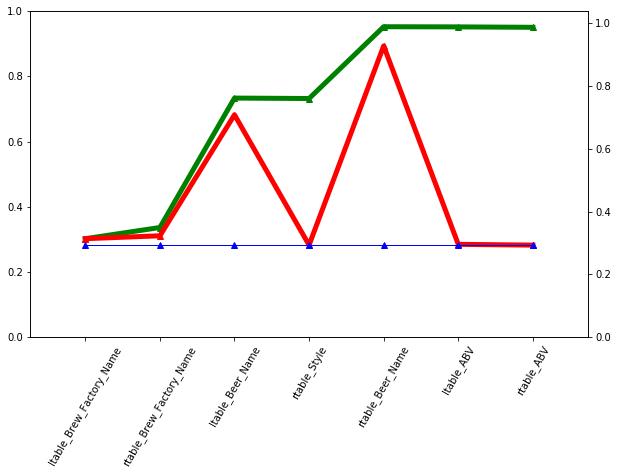 1.0
0.8
0.6
0.4
0.2
0.0
1.0
0.8
0.6
0.4
0.2
0.0
ltable_Brew_Factory_Name
rtable_Brew_Factory_Name
ltable_Beer_Name
rtable_Style
rtable_Beer_Name
ltable_ABV
rtable_ABV